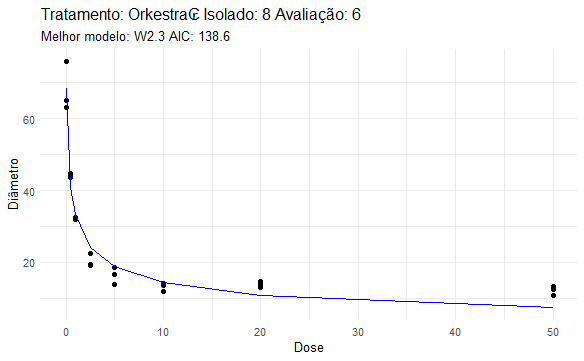 Tratamento: Orkestra₢ Isolado: 8 Avaliação: 6
Melhor modelo: W2.3 AIC: 138.6
Diâmetro
60
40
20
0
10
20
30
40
50
Dose